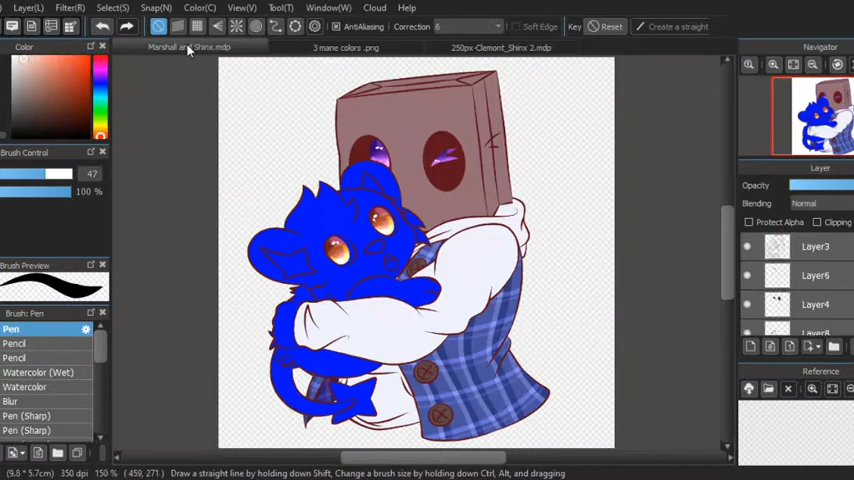 Layer(L) Filter(R) Select(S) Snap(N) Color(C) View(V) Tool(T) Window(W) Cloud
AntiAliasing Correction 6 Soft Edge Key Reset Create a straight
Color Marshall and Shinx.mdp 3 mane colors .png 250px-Clemont_Shinx 2.mdp Navigator
Brush Control
47
100 %
Layer
Opacity
Blending Normal
Protect Alpha Clipping
Layer3
Layer6
Layer4
Layer8
Brush Preview
Brush: Pen
Pen
Pencil
Pencil
Watercolor (Wet)
Watercolor
Blur
Pen (Sharp)
Pen (Sharp)
Reference
(9.8 * 5.7cm) 350 dpi 150 % (459, 271) Draw a straight line by holding down Shift, Change a brush size by holding down Ctrl, Alt, and dragging